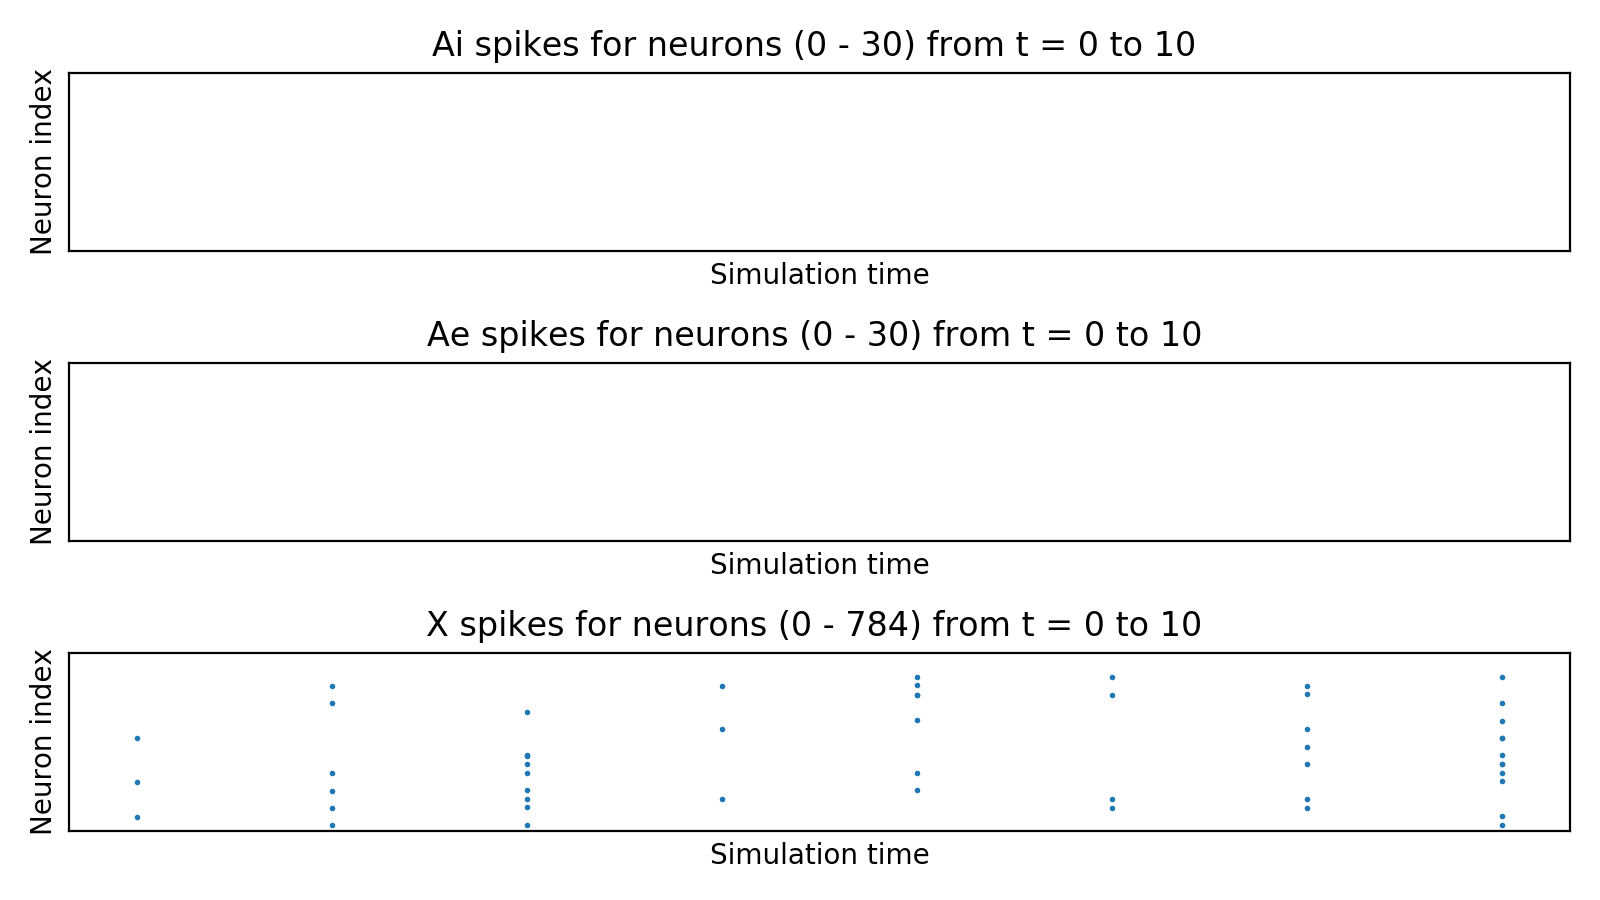 Ai spikes for neurons (0 - 30) from t = 0 to 10
Neuron index
Simulation time
Ae spikes for neurons (0 - 30) from t = 0 to 10
Neuron index
Simulation time
X spikes for neurons (0 - 784) from t = 0 to 10
Neuron index
Simulation time